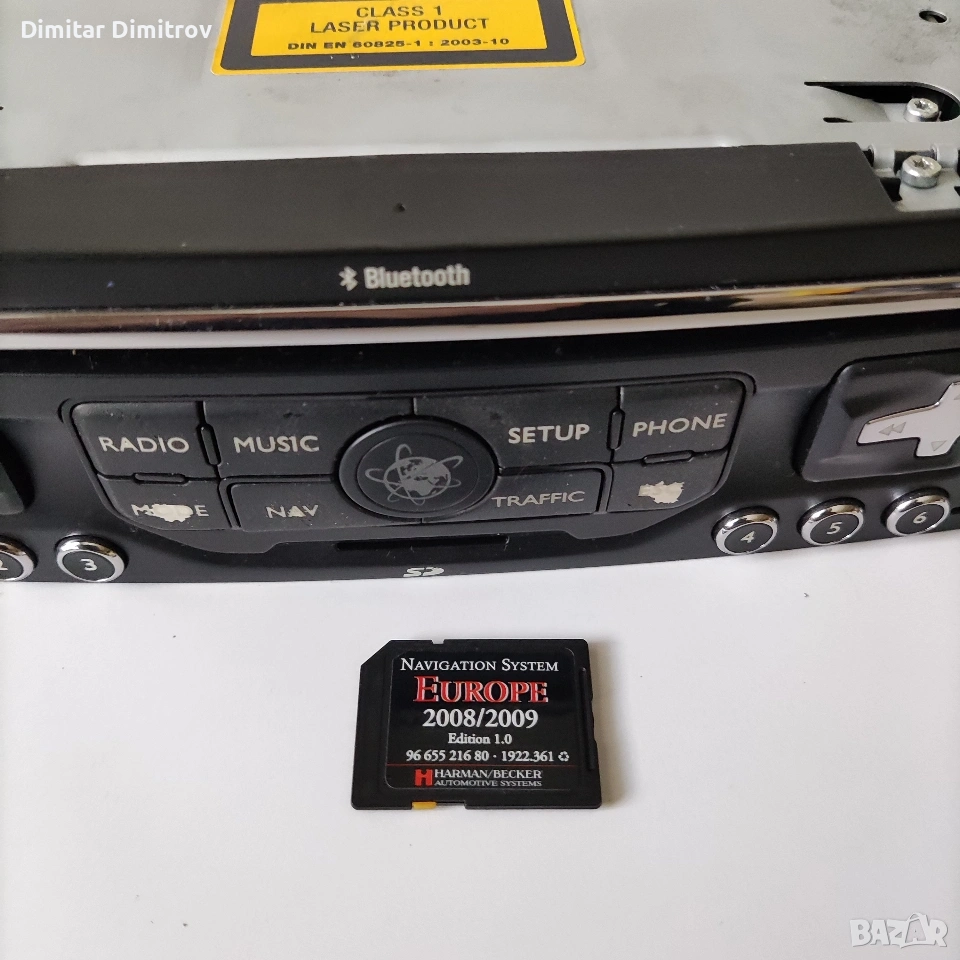 Dimitar Dimitrov
CLASS 1
LASER PRODUCT
DIN EN 60825-1 : 2003-10
Bluetooth
RADIO
MUSIC
SETUP
PHONE
NAV
TRAFFIC
2
3
4
5
6
SD
NAVIGATION SYSTEM
EUROPE
2008/2009
Edition 1.0
96 655 216 80 · 1922.361
HARMAN/BECKER
AUTOMOTIVE SYSTEMS
BAZAR